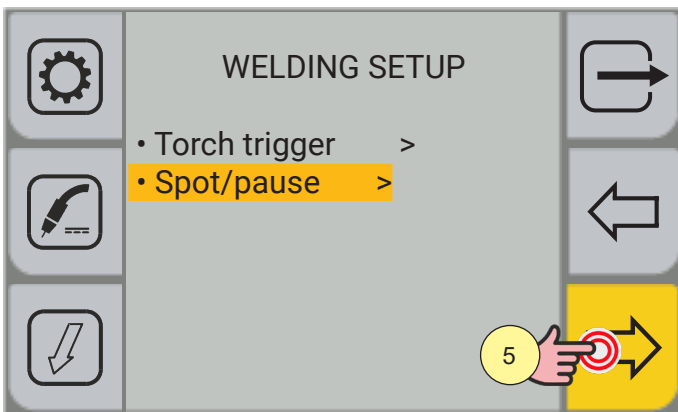 WELDING SETUP
• Torch trigger >
• Spot/pause >
5